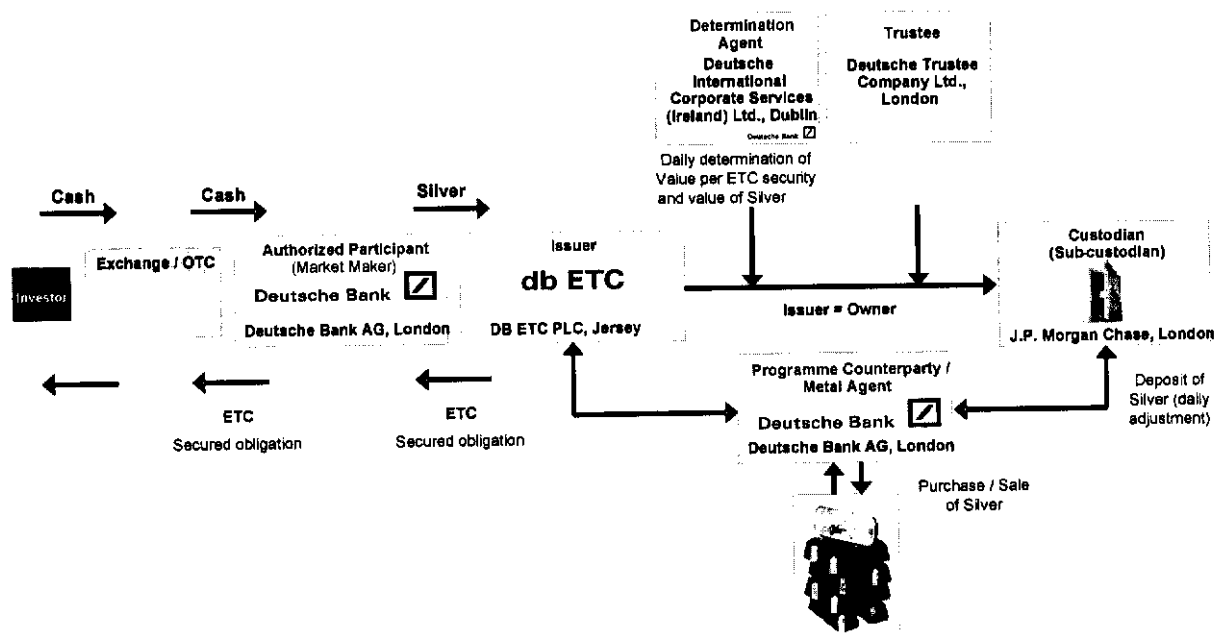 Determination
Agent
Deutsche
International
Corporate Services
(Ireland) Ltd., Dublin
Deutsche Bank
Trustee
Deutsche Trustee
Company Ltd.,
London
Daily determination of
Value per ETC security
and value of Silver
Cash
Cash
Silver
Investor
Exchange / OTC
Authorized Participant
(Market Maker)
Deutsche Bank
Deutsche Bank AG, London
Issuer
db ETC
DB ETC PLC, Jersey
Issuer = Owner
Custodian
(Sub-custodian)
J.P. Morgan Chase, London
ETC
Secured obligation
ETC
Secured obligation
Programme Counterparty /
Metal Agent
Deutsche Bank
Deutsche Bank AG, London
Deposit of
Silver (daily
adjustment)
Purchase / Sale
of Silver